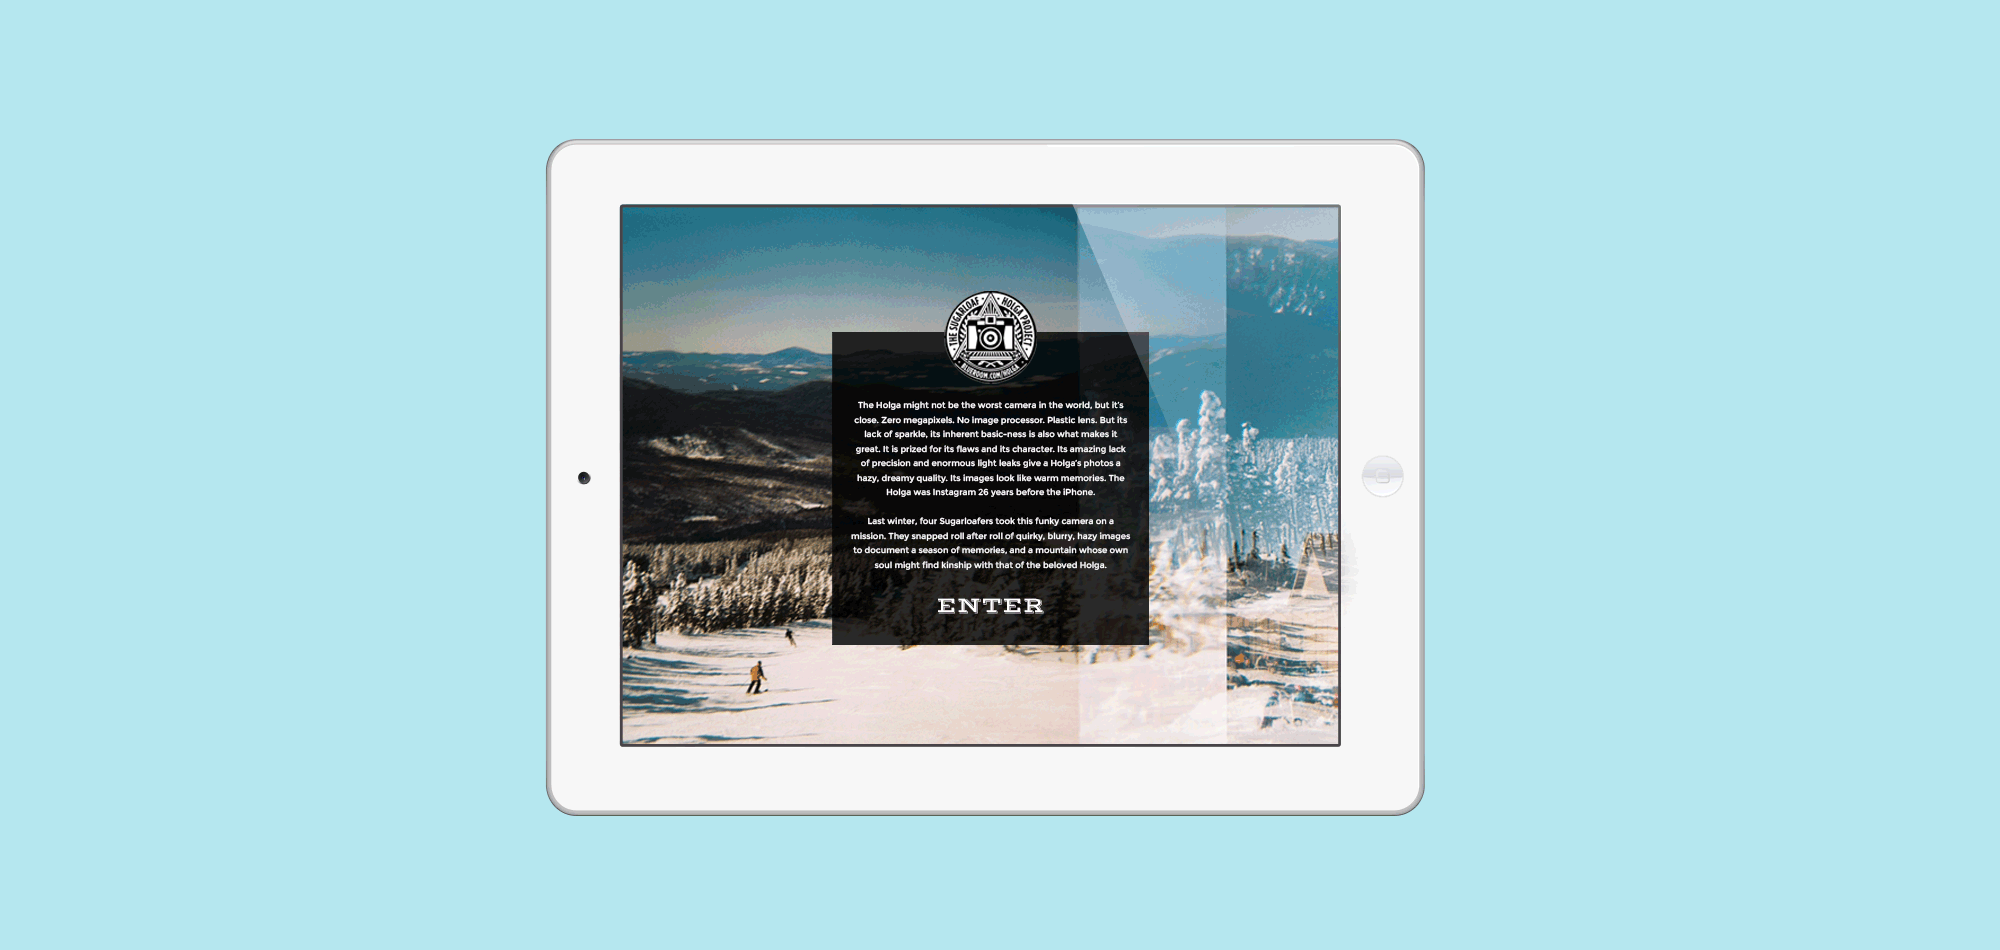 THE SUGARLOAF · HOLGA PROJECT
BLUEROOM.COM/HOLGA
The Holga might not be the worst camera in the world, but it's
close. Zero megapixels. No image processor. Plastic lens. But its
lack of sparkle, its inherent basic-ness is also what makes it
great. It is prized for its flaws and its character. Its amazing lack
of precision and enormous light leaks give a Holga's photos a
hazy, dreamy quality. Its images look like warm memories. The
Holga was Instagram 26 years before the iPhone.
Last winter, four Sugarloafers took this funky camera on a
mission. They snapped roll after roll of quirky, blurry, hazy images
to document a season of memories, and a mountain whose own
soul might find kinship with that of the beloved Holga.
ENTER